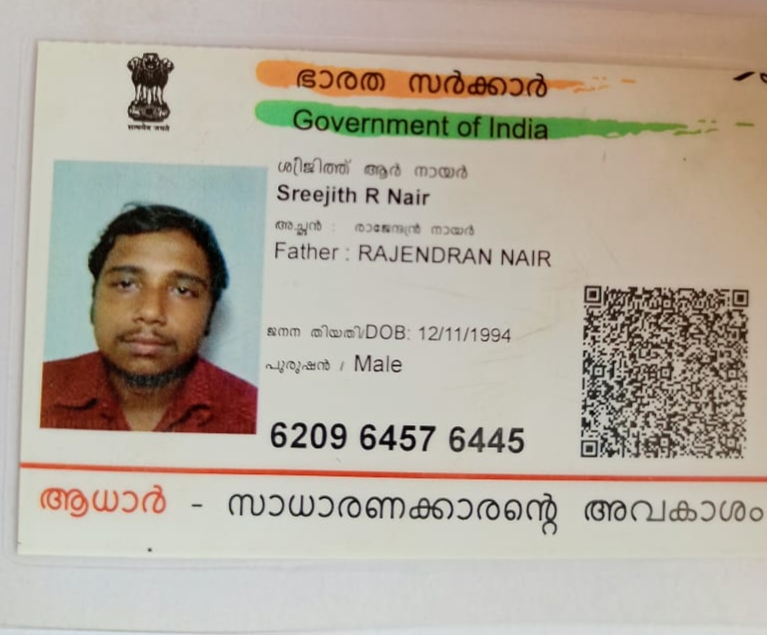 ഭാരത സർക്കാർ
Government of India
सत्यमेव जयते
ശ്രീജിത്ത് ആർ നായർ
Sreejith R Nair
അച്ഛൻ : രാജേന്ദ്രൻ നായർ
Father : RAJENDRAN NAIR
ജനന തിയതി/DOB: 12/11/1994
പുരുഷൻ / Male
6209 6457 6445
ആധാർ - സാധാരണക്കാരന്റെ അവകാശം